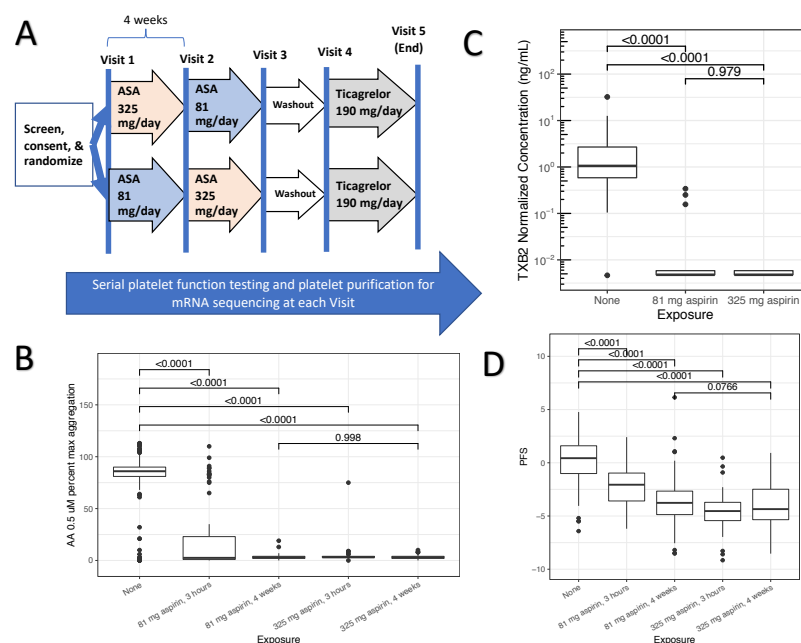 A
4 weeks
Visit 1
Visit 2
Visit 3
Visit 4
Visit 5
(End)
Screen,
consent, &
randomize
ASA
325
mg/day
ASA
81
mg/day
Washout
Ticagrelor
190 mg/day
ASA
81
mg/day
ASA
325
mg/day
Washout
Ticagrelor
190 mg/day
Serial platelet function testing and platelet purification for
mRNA sequencing at each Visit
C
TXB2 Normalized Concentration (ng/mL)
10²
10¹
10⁰
10⁻¹
10⁻²
<0.0001
<0.0001
0.979
None
81 mg aspirin
325 mg aspirin
Exposure
B
AA 0.5 uM percent max aggregation
150
100
50
0
<0.0001
<0.0001
<0.0001
<0.0001
0.998
None
81 mg aspirin, 3 hours
81 mg aspirin, 4 weeks
325 mg aspirin, 3 hours
325 mg aspirin, 4 weeks
Exposure
D
PFS
10
5
0
−5
−10
<0.0001
<0.0001
<0.0001
<0.0001
0.0766
None
81 mg aspirin, 3 hours
81 mg aspirin, 4 weeks
325 mg aspirin, 3 hours
325 mg aspirin, 4 weeks
Exposure